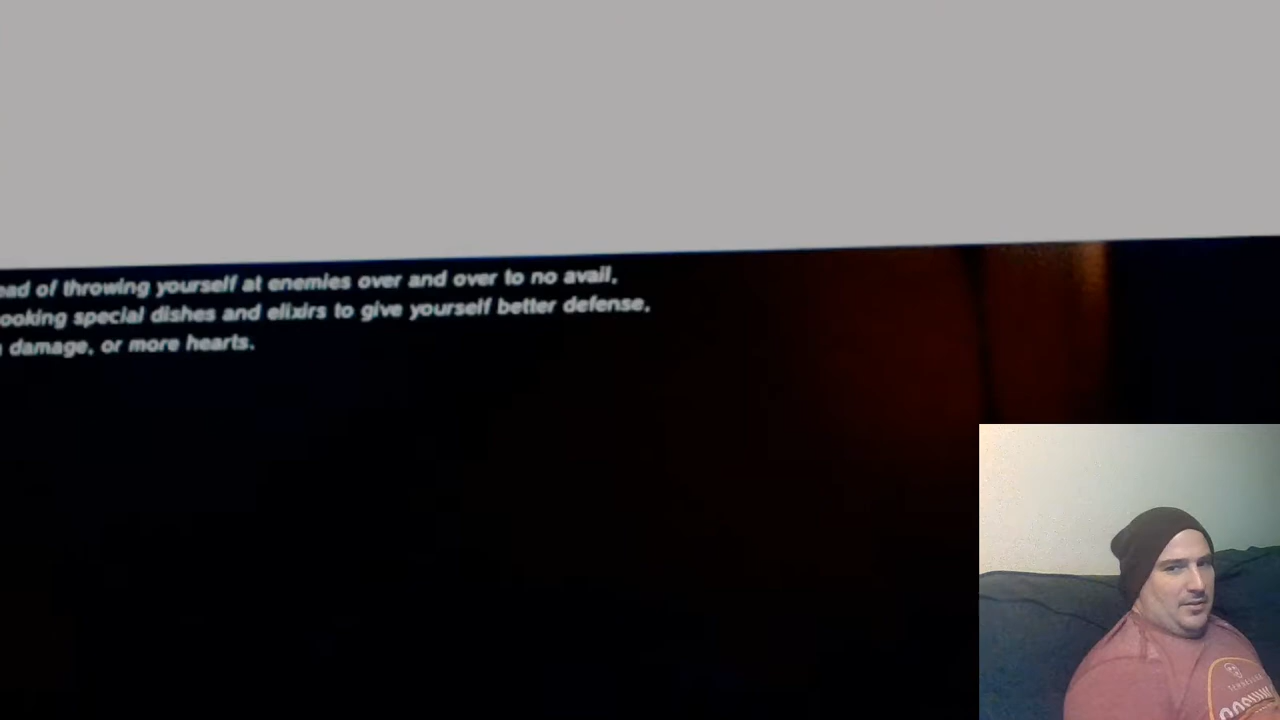 ead of throwing yourself at enemies over and over to no avail,
ooking special dishes and elixirs to give yourself better defense,
damage, or more hearts.
TENNESSEE